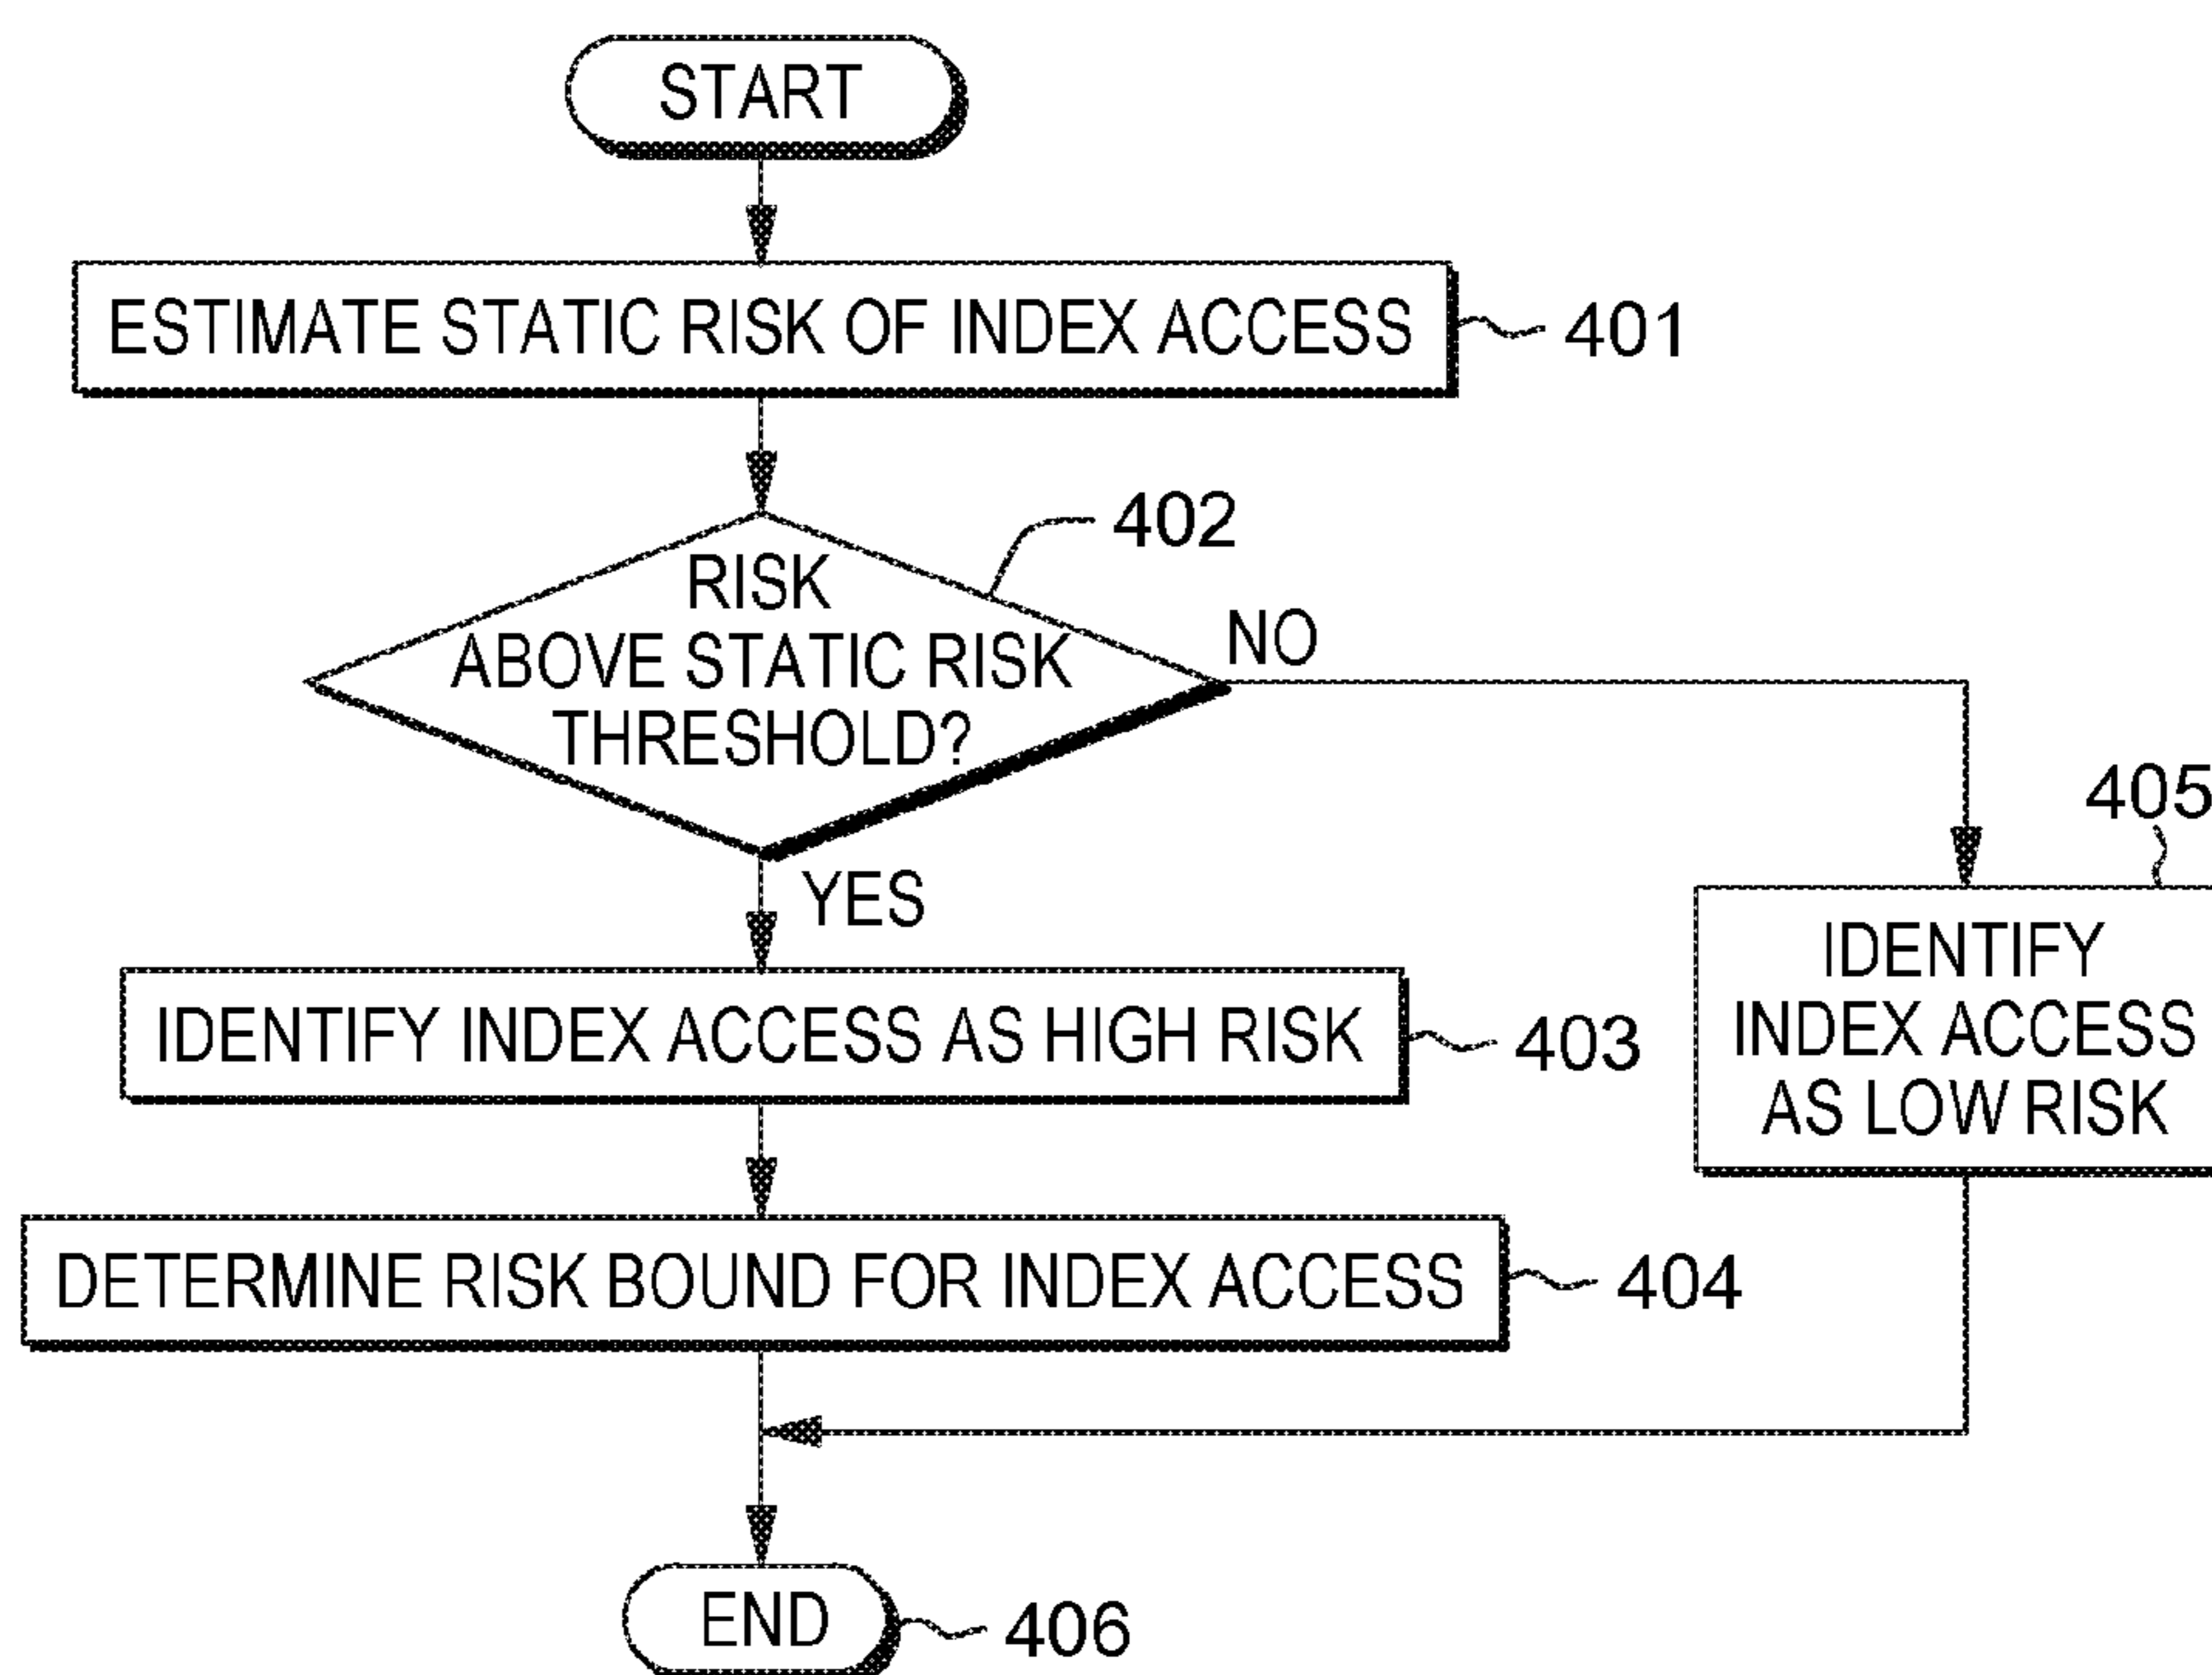 START
ESTIMATE STATIC RISK OF INDEX ACCESS
401
402
RISK
ABOVE STATIC RISK
THRESHOLD?
NO
YES
405
IDENTIFY
INDEX ACCESS
AS LOW RISK
IDENTIFY INDEX ACCESS AS HIGH RISK
403
DETERMINE RISK BOUND FOR INDEX ACCESS
404
END
406